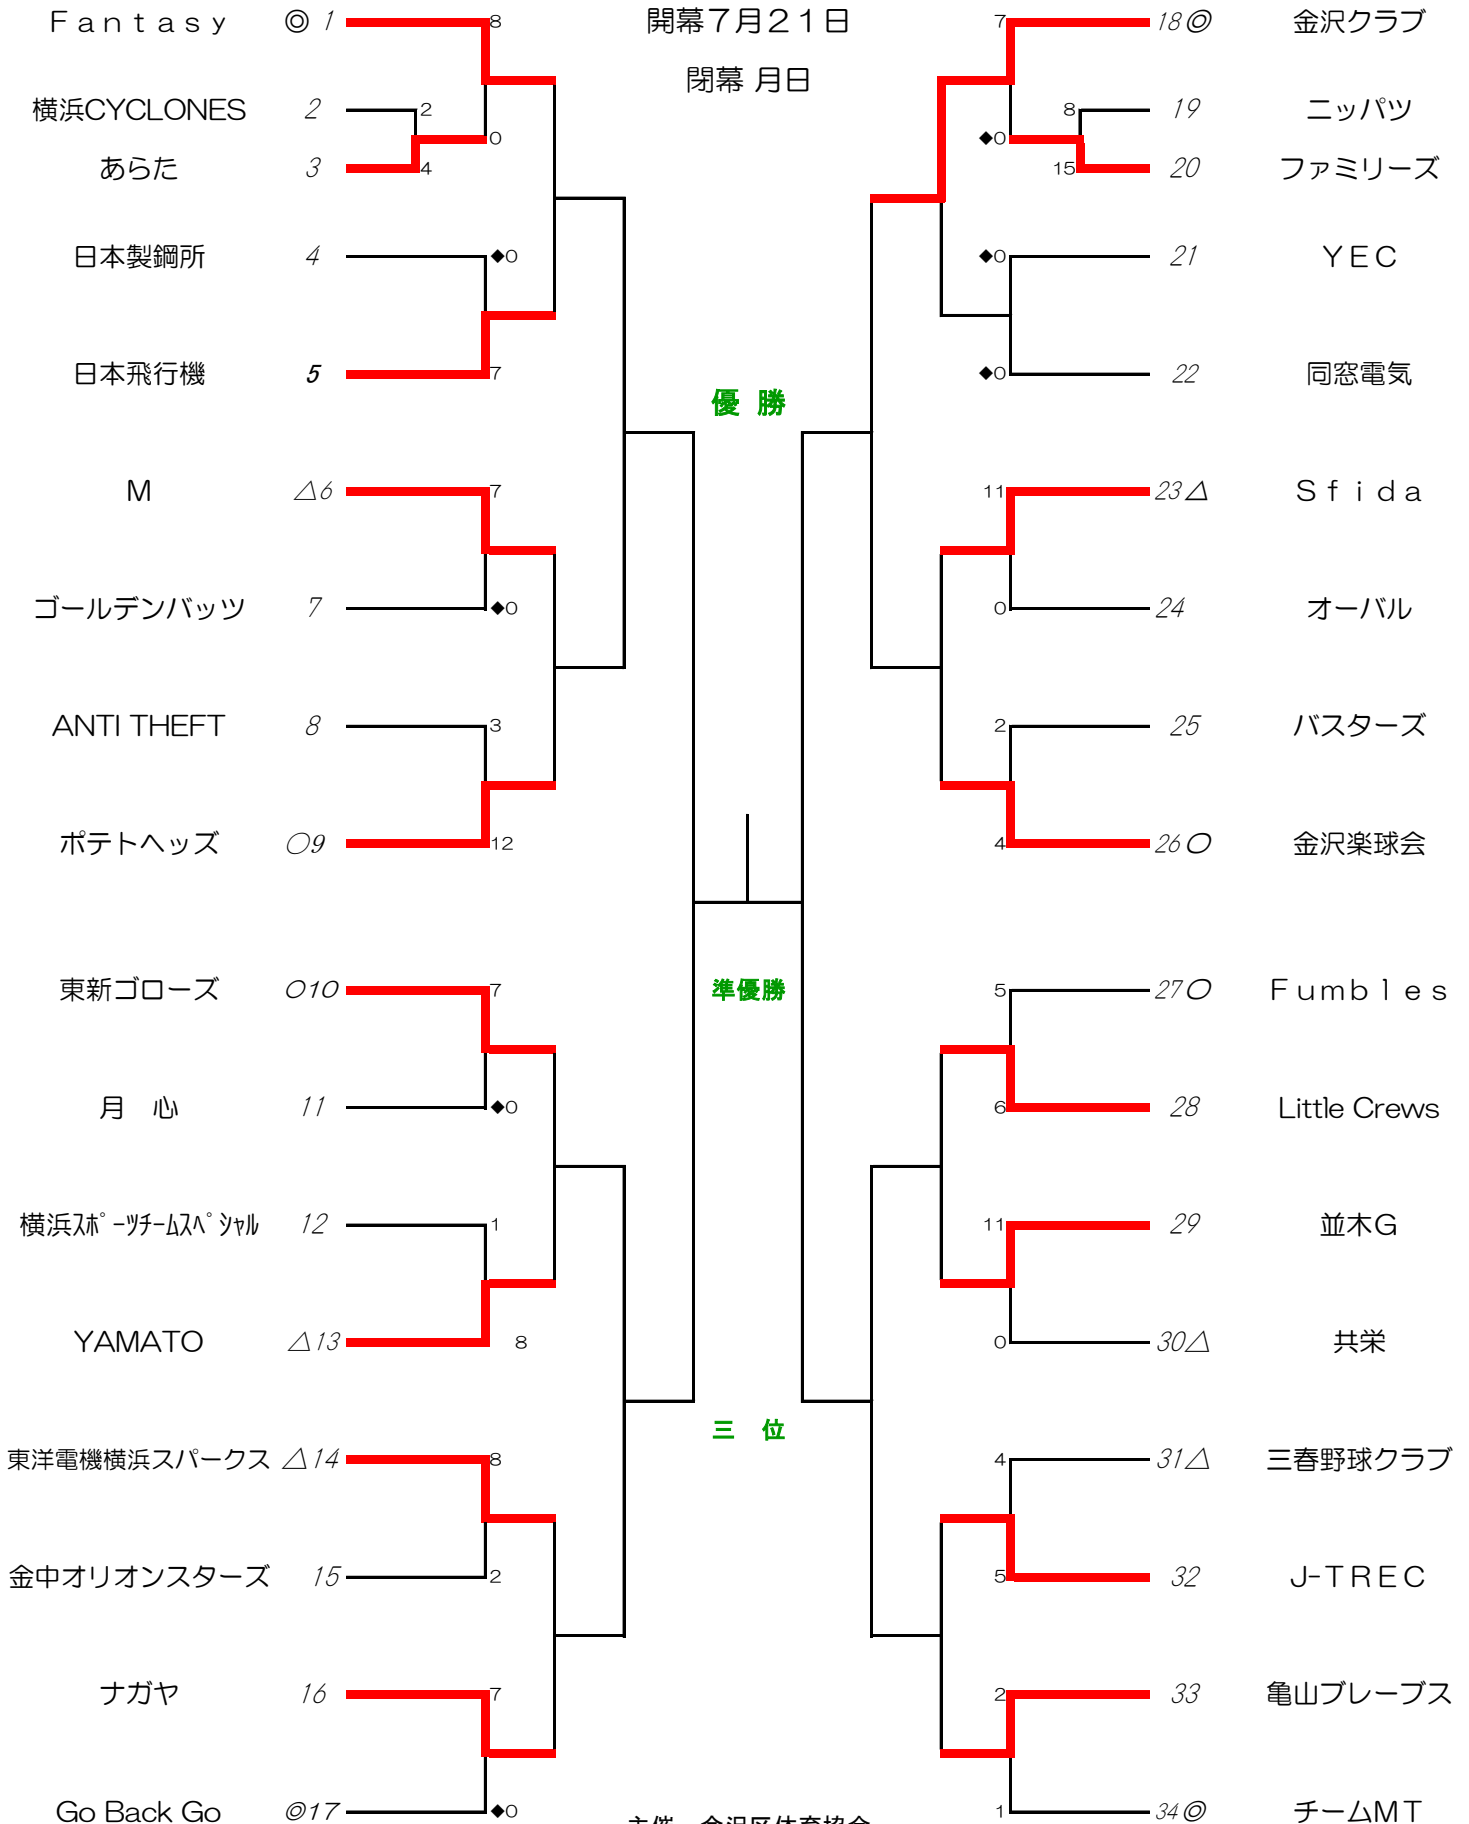 開幕７月２１日
閉幕 月日
Ｆａｎｔａｓｙ ◎ 1 8
横浜CYCLONES 2 2
0
あらた 3 4
日本製鋼所 4 ◆0
日本飛行機 5 7
M △6 7
ゴールデンバッツ 7 ◆0
ANTI THEFT 8 3
ポテトヘッズ ○9 12
東新ゴローズ ○10 7
月　心 11 ◆0
横浜ｽﾎﾟｰﾂﾁｰﾑｽﾍﾟｼｬﾙ 12 1
YAMATO △13 8
東洋電機横浜スパークス △14 8
金中オリオンスターズ 15 2
ナガヤ 16 7
Go Back Go ◎17 ◆0
優 勝
準優勝
三 位
7 18◎ 金沢クラブ
8 19 ニッパツ
◆0
15 20 ファミリーズ
◆0 21 ＹＥＣ
◆0 22 同窓電気
11 23△ Ｓｆｉｄａ
0 24 オーバル
2 25 バスターズ
4 26○ 金沢楽球会
5 27○ Ｆｕｍｂｌｅｓ
6 28 Little Crews
11 29 並木Ｇ
0 30△ 共栄
4 31△ 三春野球クラブ
5 32 J-ＴＲＥＣ
2 33 亀山ブレーブス
1 34◎ チームＭＴ
主催　金沢区体育協会